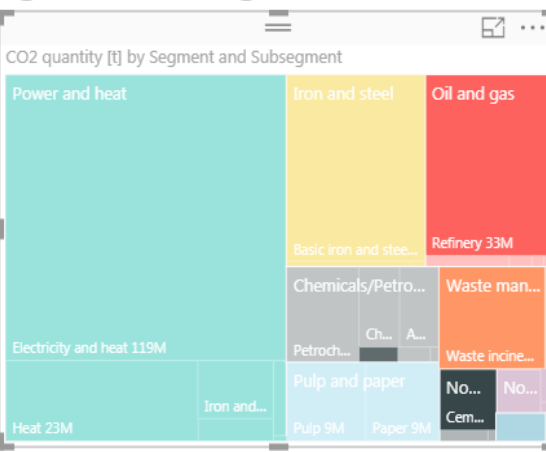 CO2 quantity [t] by Segment and Subsegment
Power and heat
Electricity and heat 119M
Heat 23M
Iron and...
Iron and steel
Basic iron and stee...
Oil and gas
Refinery 33M
Chemicals/Petro...
Petroch...
Ch...
A...
Waste man...
Waste incine...
Pulp and paper
Pulp 9M
Paper 9M
No...
Cem...
No...